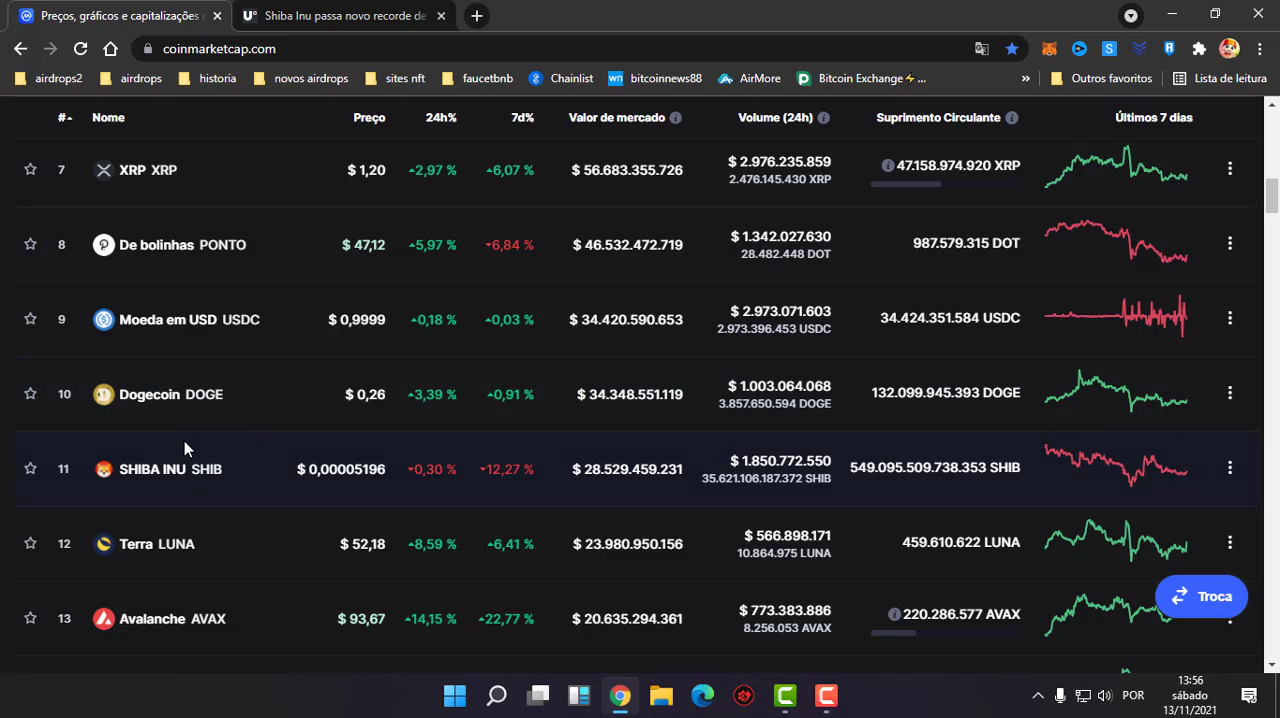 Preços, gráficos e capitalizações
Shiba Inu passa novo recorde de
coinmarketcap.com
airdrops2
airdrops
historia
novos airdrops
sites nft
faucetbnb
Chainlist
bitcoinnews88
AirMore
Bitcoin Exchange⚡...
»
Outros favoritos
Lista de leitura
# Nome Preço 24h% 7d% Valor de mercado Volume (24h) Suprimento Circulante Últimos 7 dias
7 XRP XRP $ 1,20 2,97 % 6,07 % $ 56.683.355.726 $ 2.976.235.859 47.158.974.920 XRP
2.476.145.430 XRP
8 De bolinhas PONTO $ 47,12 5,97 % 6,84 % $ 46.532.472.719 $ 1.342.027.630 987.579.315 DOT
28.482.448 DOT
9 Moeda em USD USDC $ 0,9999 0,18 % 0,03 % $ 34.420.590.653 $ 2.973.071.603 34.424.351.584 USDC
2.973.396.453 USDC
10 Dogecoin DOGE $ 0,26 3,39 % 0,91 % $ 34.348.551.119 $ 1.003.064.068 132.099.945.393 DOGE
3.857.650.594 DOGE
11 SHIBA INU SHIB $ 0,00005196 0,30 % 12,27 % $ 28.529.459.231 $ 1.850.772.550 549.095.509.738.353 SHIB
35.621.106.187.372 SHIB
12 Terra LUNA $ 52,18 8,59 % 6,41 % $ 23.980.950.156 $ 566.898.171 459.610.622 LUNA
10.864.975 LUNA
13 Avalanche AVAX $ 93,67 14,15 % 22,77 % $ 20.635.294.361 $ 773.383.886 220.286.577 AVAX
8.256.053 AVAX
Troca
POR
13:56
sábado
13/11/2021